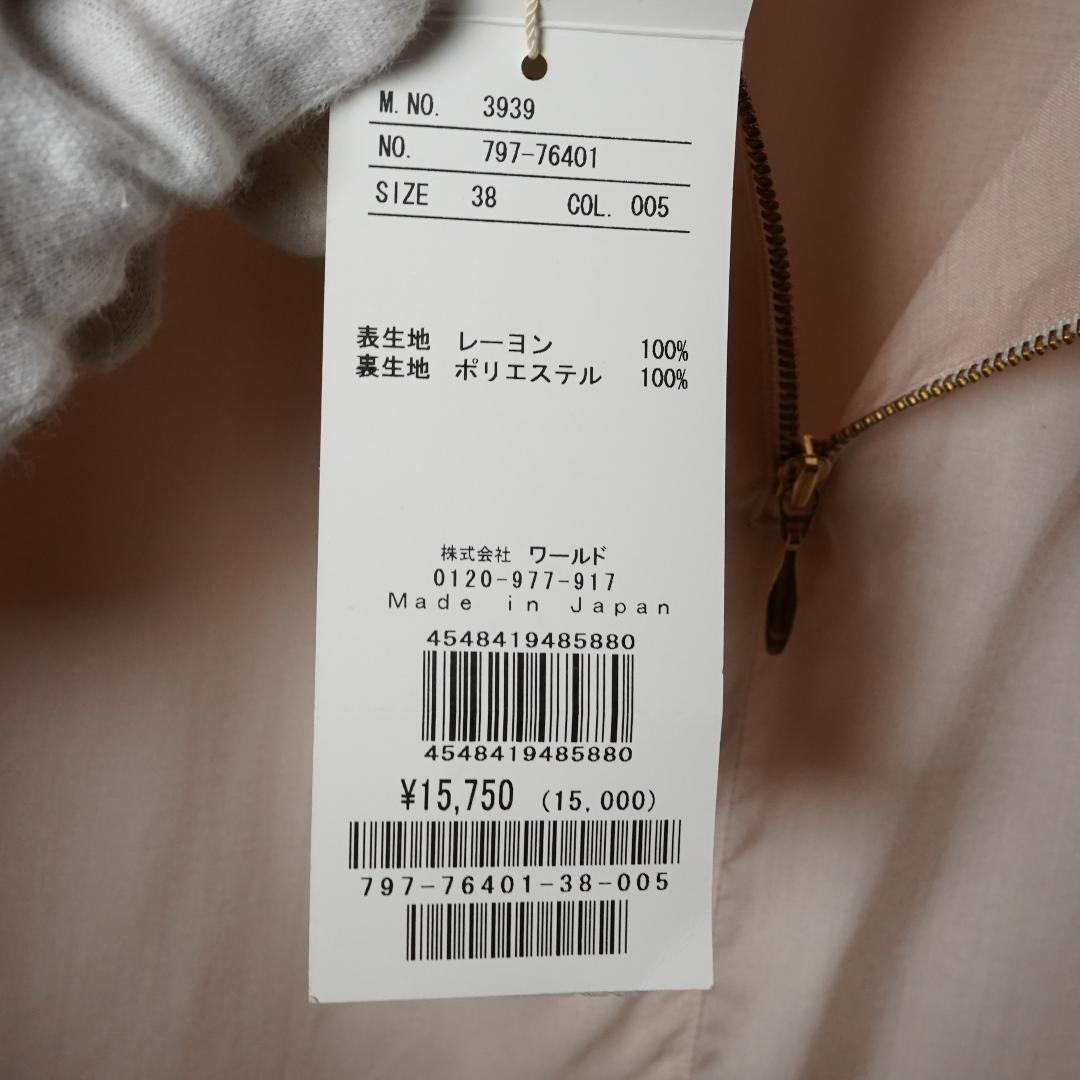 M. NO. 3939
NO. 797-76401
SIZE 38 COL. 005
表生地 レーヨン 100%
裏生地 ポリエステル 100%
株式会社 ワールド
0120-977-917
Made in Japan
4548419485880
4548419485880
¥15,750 (15,000)
797-76401-38-005